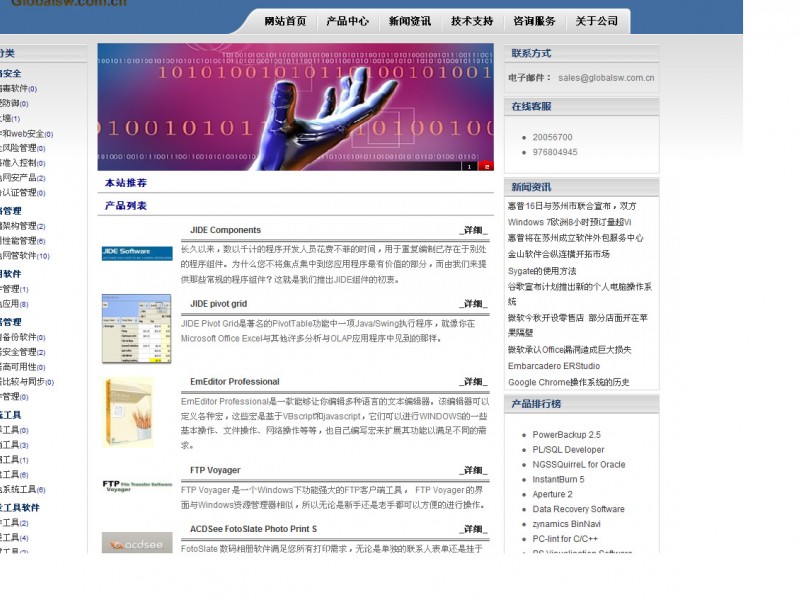 Globalsw.com.cn
网站首页 产品中心 新闻资讯 技术支持 咨询服务 关于公司
分类
安全
毒软件(0)
防御(0)
墙(1)
和web安全(0)
风险管理(0)
准入控制(0)
网安产品(2)
认证管理(0)
管理
架构管理(2)
性能管理(6)
网管软件(10)
软件
管理(1)
应用(8)
管理
备份软件(0)
安全管理(2)
高可用性(0)
比较与同步(0)
管理(0)
工具
工具(0)
工具(3)
工具(1)
工具(6)
系统工具(6)
工具软件
工具(2)
工具(4)
1010010101010
00101001010101
1 2
本站推荐
产品列表
JIDE Components _详细_
JIDE Software
长久以来，数以千计的程序开发人员花费不菲的时间，用于重复编制已存在于别处
的程序组件。为什么您不将焦点集中到您应用程序最有价值的部分，而由我们来提
供那些常规的程序组件？这就是我们推出JIDE组件的初衷。
JIDE pivot grid _详细_
JIDE Pivot Grid是著名的PivotTable功能中一项Java/Swing执行程序，就像你在
Microsoft Office Excel与其他许多分析与OLAP应用程序中见到的那样。
EmEditor Professional _详细_
EmEditor Professional是一款能够让你编辑多种语言的文本编辑器。该编辑器可以
定义各种宏，这些宏是基于VBscript和javascript，它们可以进行WINDOWS的一些
基本操作、文件操作、网络操作等等，也自己编写宏来扩展其功能以满足不同的需
求。
FTP Voyager _详细_
FTP File Transfer Software
Voyager
FTP Voyager 是一个Windows下功能强大的FTP客户端工具， FTP Voyager 的界
面与Windows资源管理器相似，所以无论是新手还是老手都可以方便的进行操作。
ACDSee FotoSlate Photo Print S _详细_
acdsee
FotoSlate 数码相册软件满足您所有打印需求，无论是单独的联系人表单还是挂于
联系方式
电子邮件： sales@globalsw.com.cn
在线客服
20056700
976804945
新闻资讯
惠普16日与苏州市联合宣布，双方
Windows 7欧洲8小时预订量超Vi
惠普将在苏州成立软件外包服务中心
金山软件合纵连横开拓市场
Sygate的使用方法
谷歌宣布计划推出新的个人电脑操作系
统
微软今秋开设零售店 部分店面开在苹
果隔壁
微软承认Office漏洞造成巨大损失
Embarcadero ERStudio
Google Chrome操作系统的历史
产品排行榜
PowerBackup 2.5
PL/SQL Developer
NGSSQuirreL for Oracle
InstantBurn 5
Aperture 2
Data Recovery Software
zynamics BinNavi
PC-lint for C/C++
PS Visualisation Software